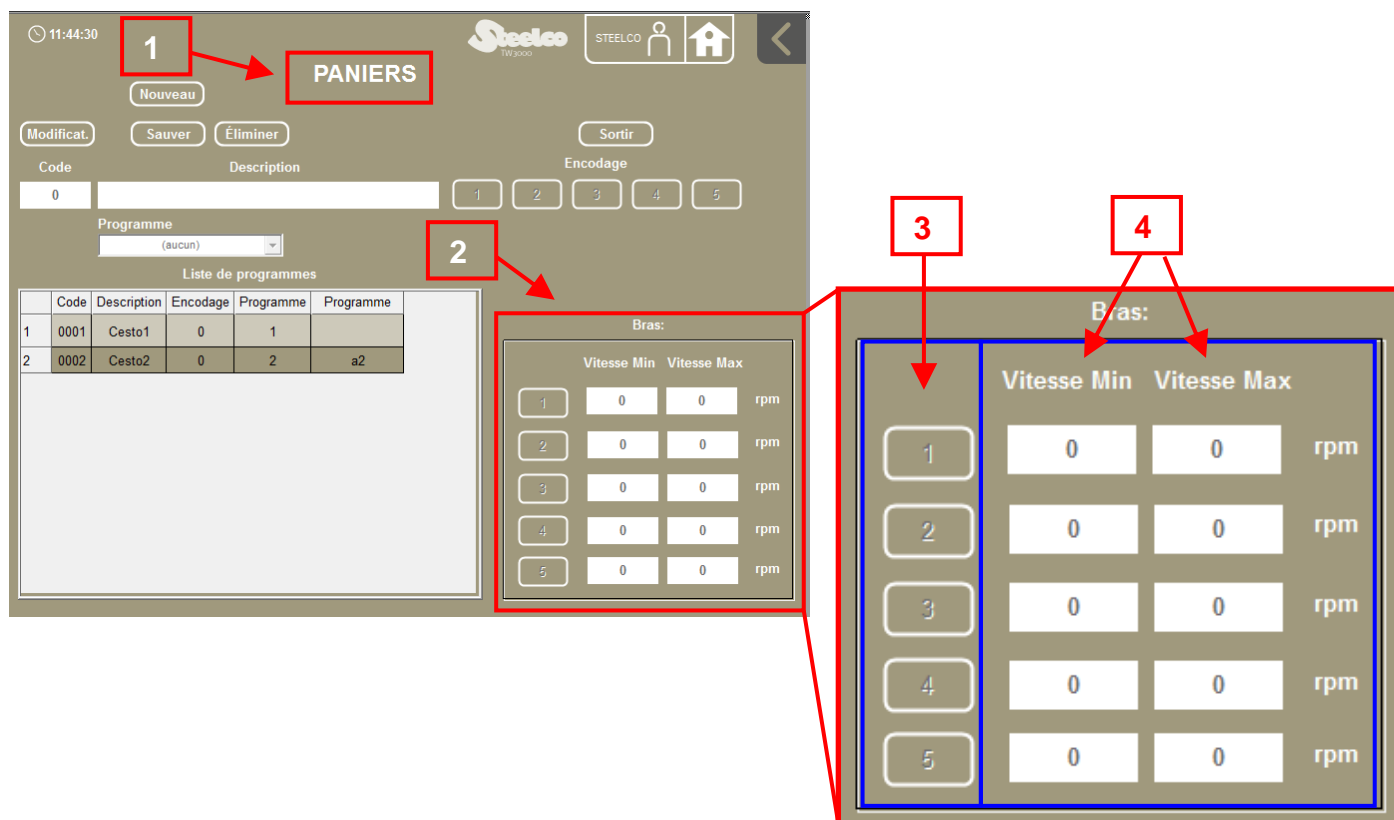 11:44:30
1
PANIERS
Steelco
TW3000
STEELCO
Nouveau
Modificat.
Sauver
Éliminer
Sortir
Code
Description
Encodage
0
1 2 3 4 5
Programme
(aucun)
2
Liste de programmes
Code Description Encodage Programme Programme
1 0001 Cesto1 0 1
2 0002 Cesto2 0 2 a2
Bras:
Vitesse Min Vitesse Max
1 0 0 rpm
2 0 0 rpm
3 0 0 rpm
4 0 0 rpm
5 0 0 rpm
3
4
Bras:
Vitesse Min Vitesse Max
1 0 0 rpm
2 0 0 rpm
3 0 0 rpm
4 0 0 rpm
5 0 0 rpm